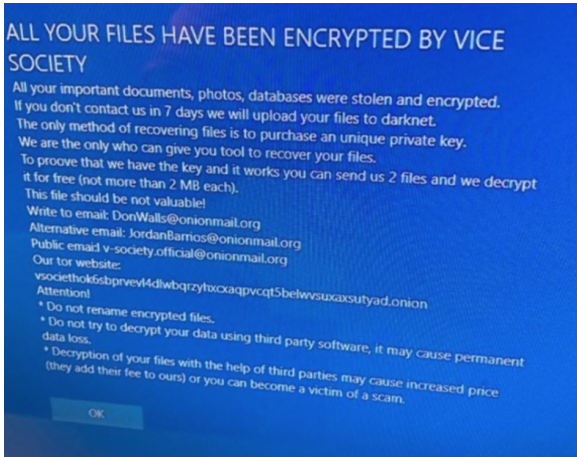 ALL YOUR FILES HAVE BEEN ENCRYPTED BY VICE
SOCIETY
All your important documents, photos, databases were stolen and encrypted.
If you don't contact us in 7 days we will upload your files to darknet.
The only method of recovering files is to purchase an unique private key.
We are the only who can give you tool to recover your files.
To proove that we have the key and it works you can send us 2 files and we decrypt
it for free (not more than 2 MB each).
This file should be not valuable!
Write to email: DonWalls@onionmail.org
Alternative email: JordanBarrios@onionmail.org
Public email: v-society.official@onionmail.org
Our tor website:
vsociethok6sbprvevl4dlwbqrzyhxcxaqpvcqt5belwvsuxaxsutyad.onion
Attention!
* Do not rename encrypted files.
* Do not try to decrypt your data using third party software, it may cause permanent
data loss.
* Decryption of your files with the help of third parties may cause increased price
(they add their fee to ours) or you can become a victim of a scam.
OK